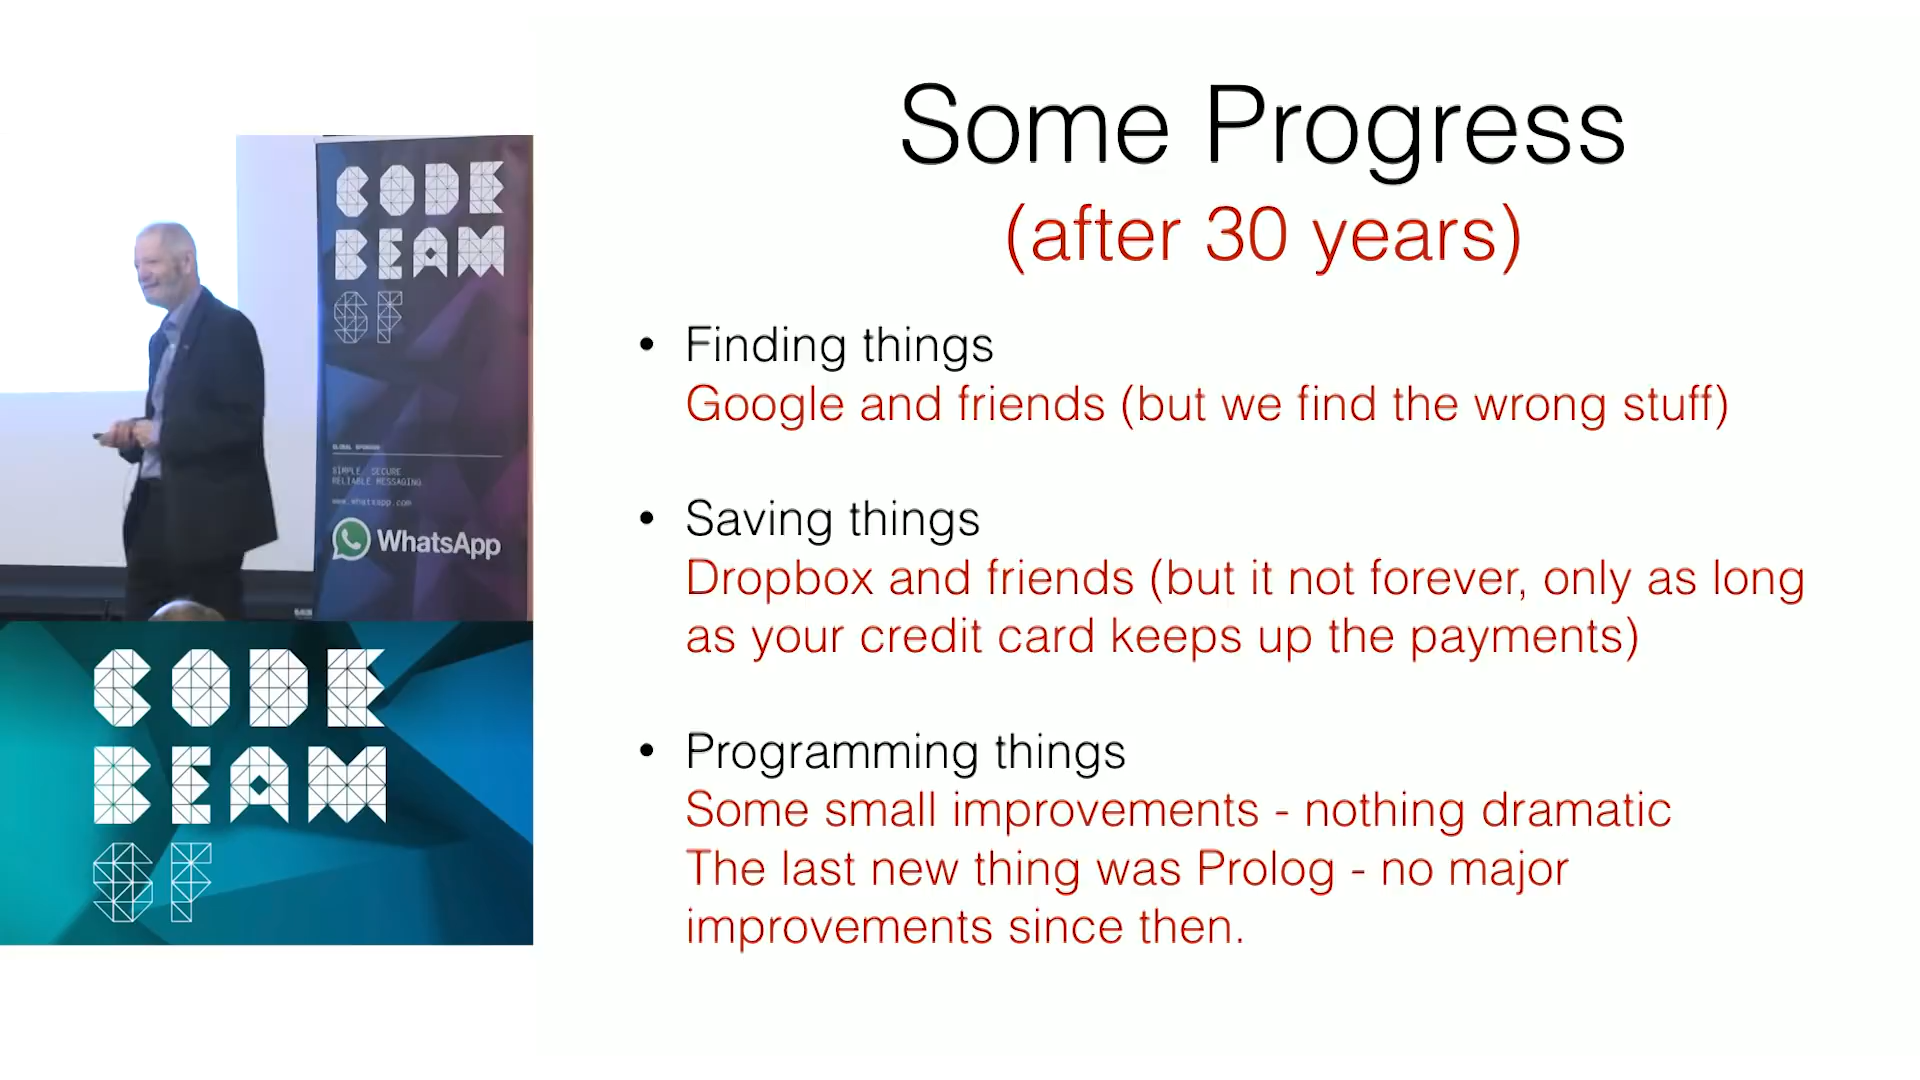 Some Progress
(after 30 years)
• Finding things
Google and friends (but we find the wrong stuff)
• Saving things
Dropbox and friends (but it not forever, only as long
as your credit card keeps up the payments)
• Programming things
Some small improvements - nothing dramatic
The last new thing was Prolog - no major
improvements since then.
CODE
BEAM
SF
GLOBAL SPONSOR
SIMPLE, SECURE
RELIABLE MESSAGING
www.whatsapp.com
WhatsApp
CODE
BEAM
SF